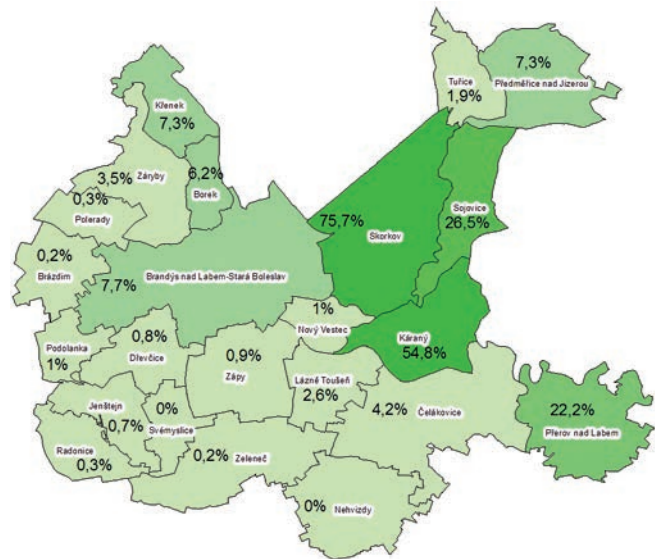 Tuřice
1,9%
7,3%
Předměřice nad Jizerou
Křenek
7,3%
3,5%
Záryby
6,2%
Borek
0,3%
Polerady
75,7%
Skorkov
Sojovice
26,5%
0,2%
Brázdim
7,7%
Brandýs nad Labem-Stará Boleslav
1%
Nový Vestec
Káraný
54,8%
Podolanka
1%
0,8%
Dřevčice
0,9%
Zápy
Lázně Toušeň
2,6%
4,2%
Čelákovice
22,2%
Přerov nad Labem
Jenštejn
0,7%
0%
Svémyslice
Radonice
0,3%
0,2%
Zeleneč
0%
Nehvizdy